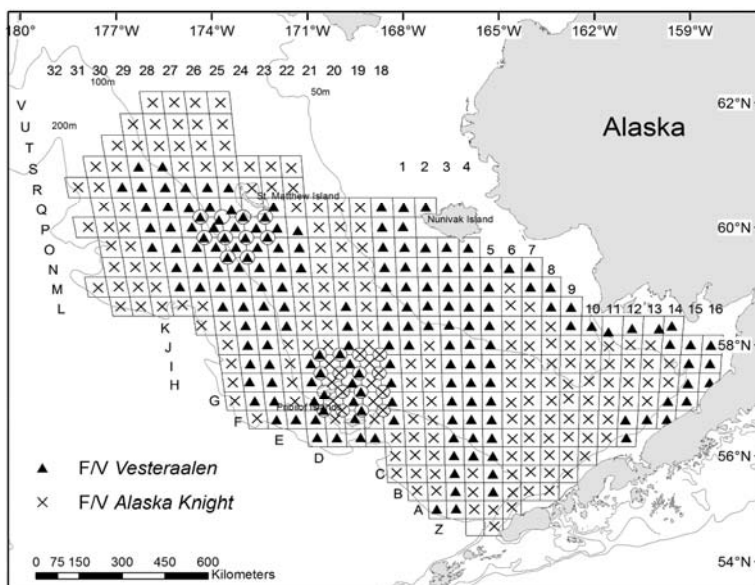 180° 177°W 174°W 171°W 168°W 165°W 162°W 159°W
32 31 30 29 28 27 26 25 24 23 22 21 20 19 18
100m
50m
62°N
V
200m
U
Alaska
T
S
1 2 3 4
R
St. Matthew Island
Q
Nunivak Island
P
60°N
O
5 6 7
N
8
M
9
L
10 11 12 13 14 15 16
K
58°N
J
I
H
G
Pribilof Islands
F
E
D
56°N
C
F/V Vesteraalen
B
F/V Alaska Knight
A
Z
0 75 150 300 450 600
Kilometers
54°N